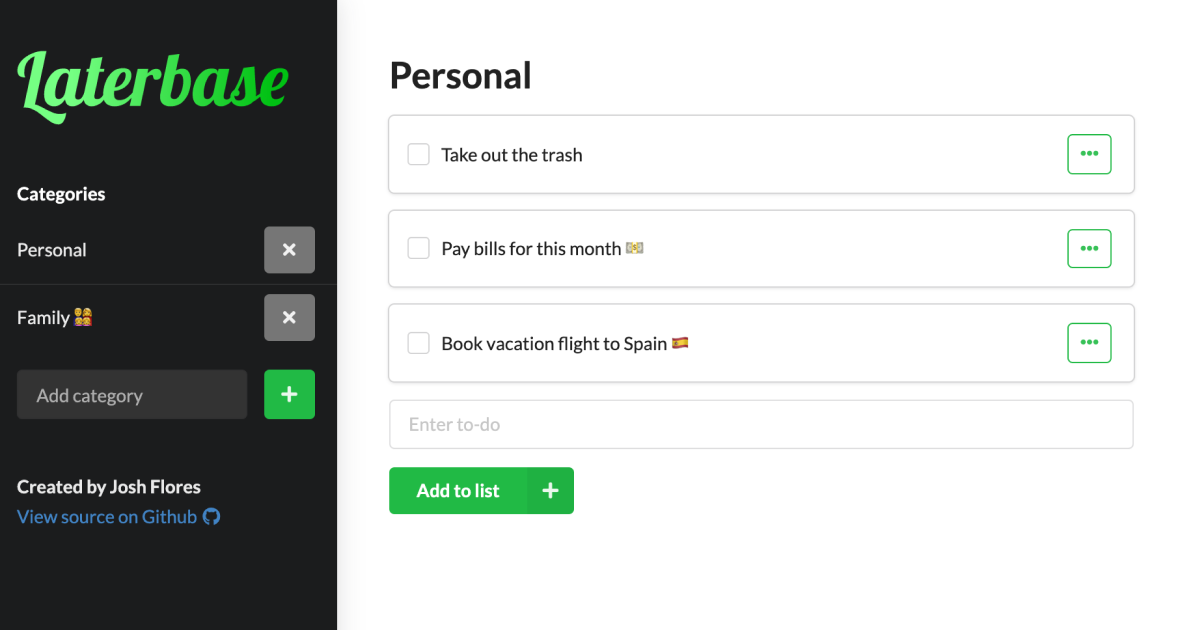 Laterbase
Categories
Personal
Family 👩‍👩‍👧‍👧
Add category
Created by Josh Flores
View source on Github
Personal
Take out the trash
Pay bills for this month 💵
Book vacation flight to Spain 🇪🇸
Enter to-do
Add to list